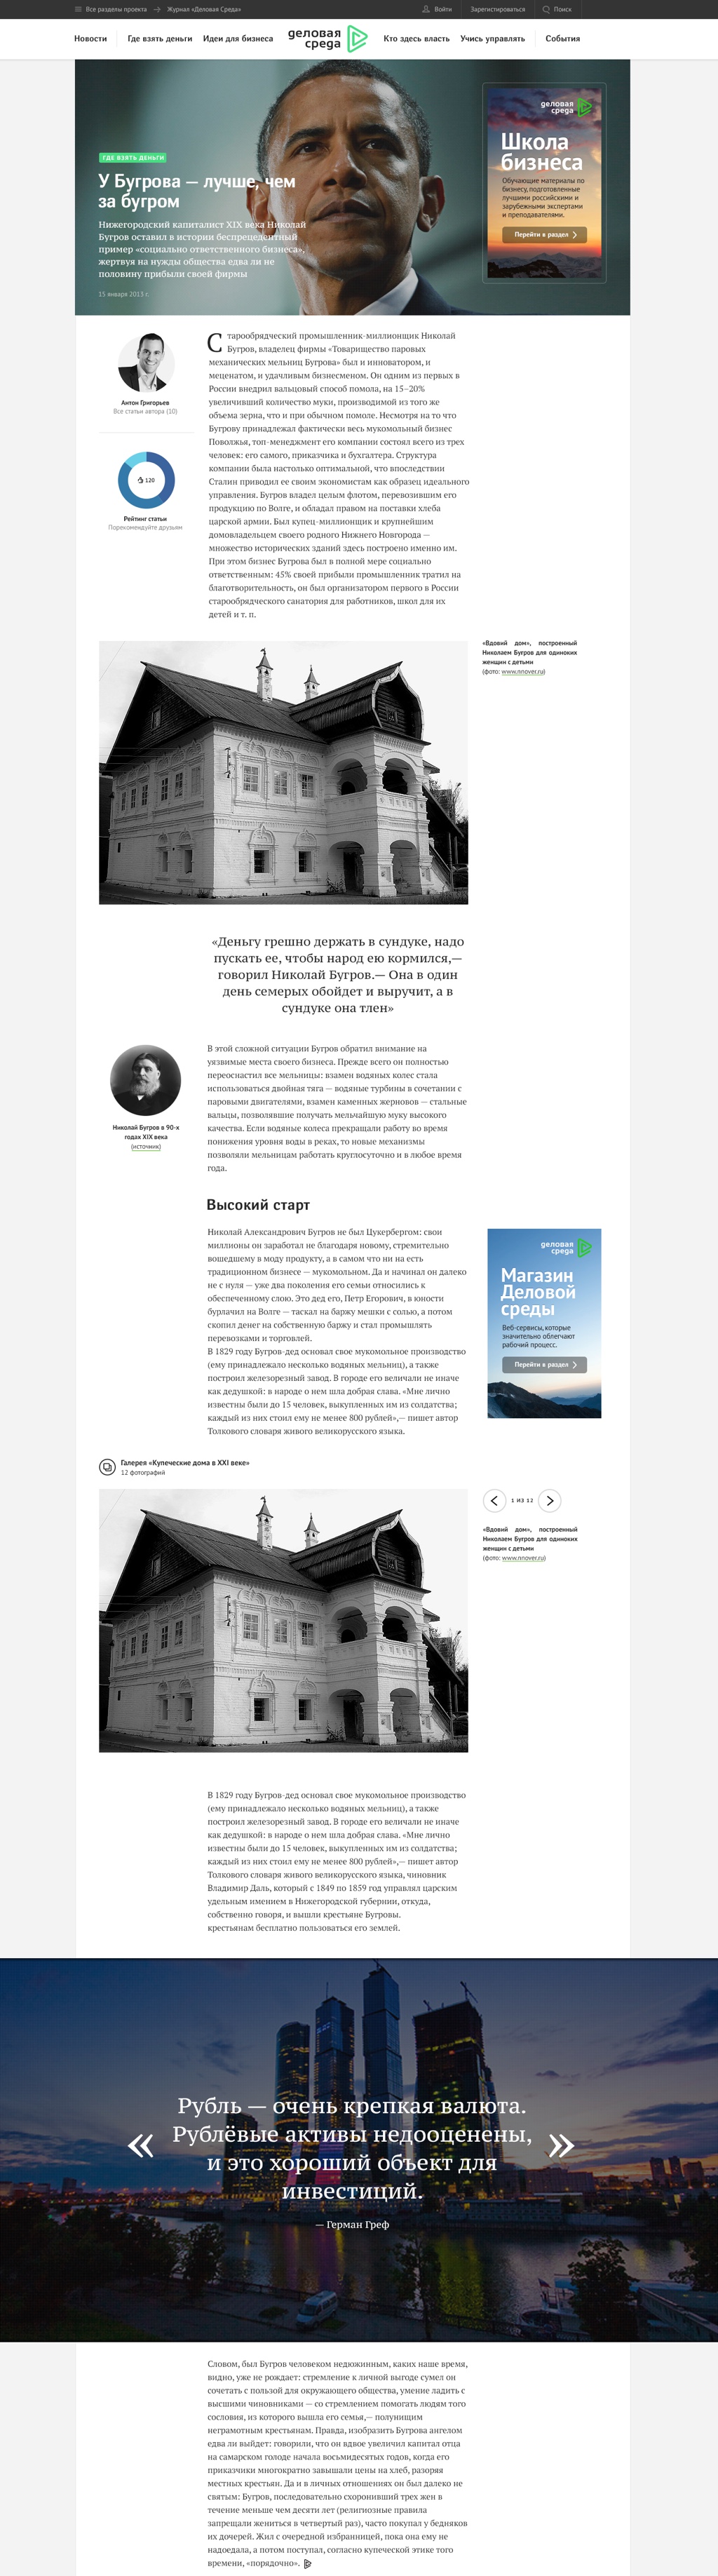 Все разделы проекта
Журнал «Деловая Среда»
Войти
Зарегистрироваться
Поиск
Новости
Где взять деньги
Идеи для бизнеса
деловая
среда
Кто здесь власть
Учись управлять
События
ГДЕ ВЗЯТЬ ДЕНЬГИ
У Бугрова — лучше, чем
за бугром
Нижегородский капиталист XIX века Николай
Бугров оставил в истории беспрецедентный
пример «социально ответственного бизнеса»,
жертвуя на нужды общества едва ли не
половину прибыли своей фирмы
15 января 2013 г.
деловая
среда
Школа
бизнеса
Обучающие материалы по
бизнесу, подготовленные
лучшими российскими и
зарубежными экспертами
и преподавателями.
Перейти в раздел
Антон Григорьев
Все статьи автора (10)
120
Рейтинг статьи
Порекомендуйте друзьям
Старообрядческий промышленник-миллионщик Николай
Бугров, владелец фирмы «Товарищество паровых
механических мельниц Бугрова» был и инноватором, и
меценатом, и удачливым бизнесменом. Он одним из первых в
России внедрил вальцовый способ помола, на 15–20%
увеличивший количество муки, производимой из того же
объема зерна, что и при обычном помоле. Несмотря на то что
Бугрову принадлежал фактически весь мукомольный бизнес
Поволжья, топ-менеджмент его компании состоял всего из трех
человек: его самого, приказчика и бухгалтера. Структура
компании была настолько оптимальной, что впоследствии
Сталин приводил ее своим экономистам как образец идеального
управления. Бугров владел целым флотом, перевозившим его
продукцию по Волге, и обладал правом на поставки хлеба
царской армии. Был купец-миллионщик и крупнейшим
домовладельцем своего родного Нижнего Новгорода —
множество исторических зданий здесь построено именно им.
При этом бизнес Бугрова был в полной мере социально
ответственным: 45% своей прибыли промышленник тратил на
благотворительность, он был организатором первого в России
старообрядческого санатория для работников, школ для их
детей и т. п.
«Вдовий дом», построенный
Николаем Бугров для одиноких
женщин с детьми
(фото: www.nnover.ru)
«Деньгу грешно держать в сундуке, надо
пускать ее, чтобы народ ею кормился,—
говорил Николай Бугров.— Она в один
день семерых обойдет и выручит, а в
сундуке она тлен»
Николай Бугров в 90-х
годах XIX века
(источник)
В этой сложной ситуации Бугров обратил внимание на
уязвимые места своего бизнеса. Прежде всего он полностью
переоснастил все мельницы: взамен водяных колес стала
использоваться двойная тяга — водяные турбины в сочетании с
паровыми двигателями, взамен каменных жерновов — стальные
вальцы, позволявшие получать мельчайшую муку высокого
качества. Если водяные колеса прекращали работу во время
понижения уровня воды в реках, то новые механизмы
позволяли мельницам работать круглосуточно и в любое время
года.
Высокий старт
Николай Александрович Бугров не был Цукербергом: свои
миллионы он заработал не благодаря новому, стремительно
вошедшему в моду продукту, а в самом что ни на есть
традиционном бизнесе — мукомольном. Да и начинал он далеко
не с нуля — уже два поколения его семьи относились к
обеспеченному слою. Это дед его, Петр Егорович, в юности
бурлачил на Волге — таскал на баржу мешки с солью, а потом
скопил денег на собственную баржу и стал промышлять
перевозками и торговлей.
В 1829 году Бугров-дед основал свое мукомольное производство
(ему принадлежало несколько водяных мельниц), а также
построил железорезный завод. В городе его величали не иначе
как дедушкой: в народе о нем шла добрая слава. «Мне лично
известны были до 15 человек, выкупленных им из солдатства;
каждый из них стоил ему не менее 800 рублей»,— пишет автор
Толкового словаря живого великорусского языка.
деловая
среда
Магазин
Деловой
среды
Веб-сервисы, которые
значительно облегчают
рабочий процесс.
Перейти в раздел
Галерея «Купеческие дома в XXI веке»
12 фотографий
1 ИЗ 12
«Вдовий дом», построенный
Николаем Бугров для одиноких
женщин с детьми
(фото: www.nnover.ru)
В 1829 году Бугров-дед основал свое мукомольное производство
(ему принадлежало несколько водяных мельниц), а также
построил железорезный завод. В городе его величали не иначе
как дедушкой: в народе о нем шла добрая слава. «Мне лично
известны были до 15 человек, выкупленных им из солдатства;
каждый из них стоил ему не менее 800 рублей»,— пишет автор
Толкового словаря живого великорусского языка, чиновник
Владимир Даль, который с 1849 по 1859 год управлял царским
удельным имением в Нижегородской губернии, откуда,
собственно говоря, и вышли крестьяне Бугровы.
крестьянам бесплатно пользоваться его землей.
« Рубль — очень крепкая валюта.
Рублёвые активы недооценены,
и это хороший объект для
инвестиций. »
— Герман Греф
Словом, был Бугров человеком недюжинным, каких наше время,
видно, уже не рождает: стремление к личной выгоде сумел он
сочетать с пользой для окружающего общества, умение ладить с
высшими чиновниками — со стремлением помогать людям того
сословия, из которого вышла его семья,— полунищим
неграмотным крестьянам. Правда, изобразить Бугрова ангелом
едва ли выйдет: говорили, что он вдвое увеличил капитал отца
на самарском голоде начала восьмидесятых годов, когда его
приказчики многократно завышали цены на хлеб, разоряя
местных крестьян. Да и в личных отношениях он был далеко не
святым: Бугров, последовательно схоронивший трех жен в
течение меньше чем десяти лет (религиозные правила
запрещали жениться в четвертый раз), часто покупал у бедняков
их дочерей. Жил с очередной избранницей, пока она ему не
надоедала, а потом поступал, согласно купеческой этике того
времени, «порядочно».